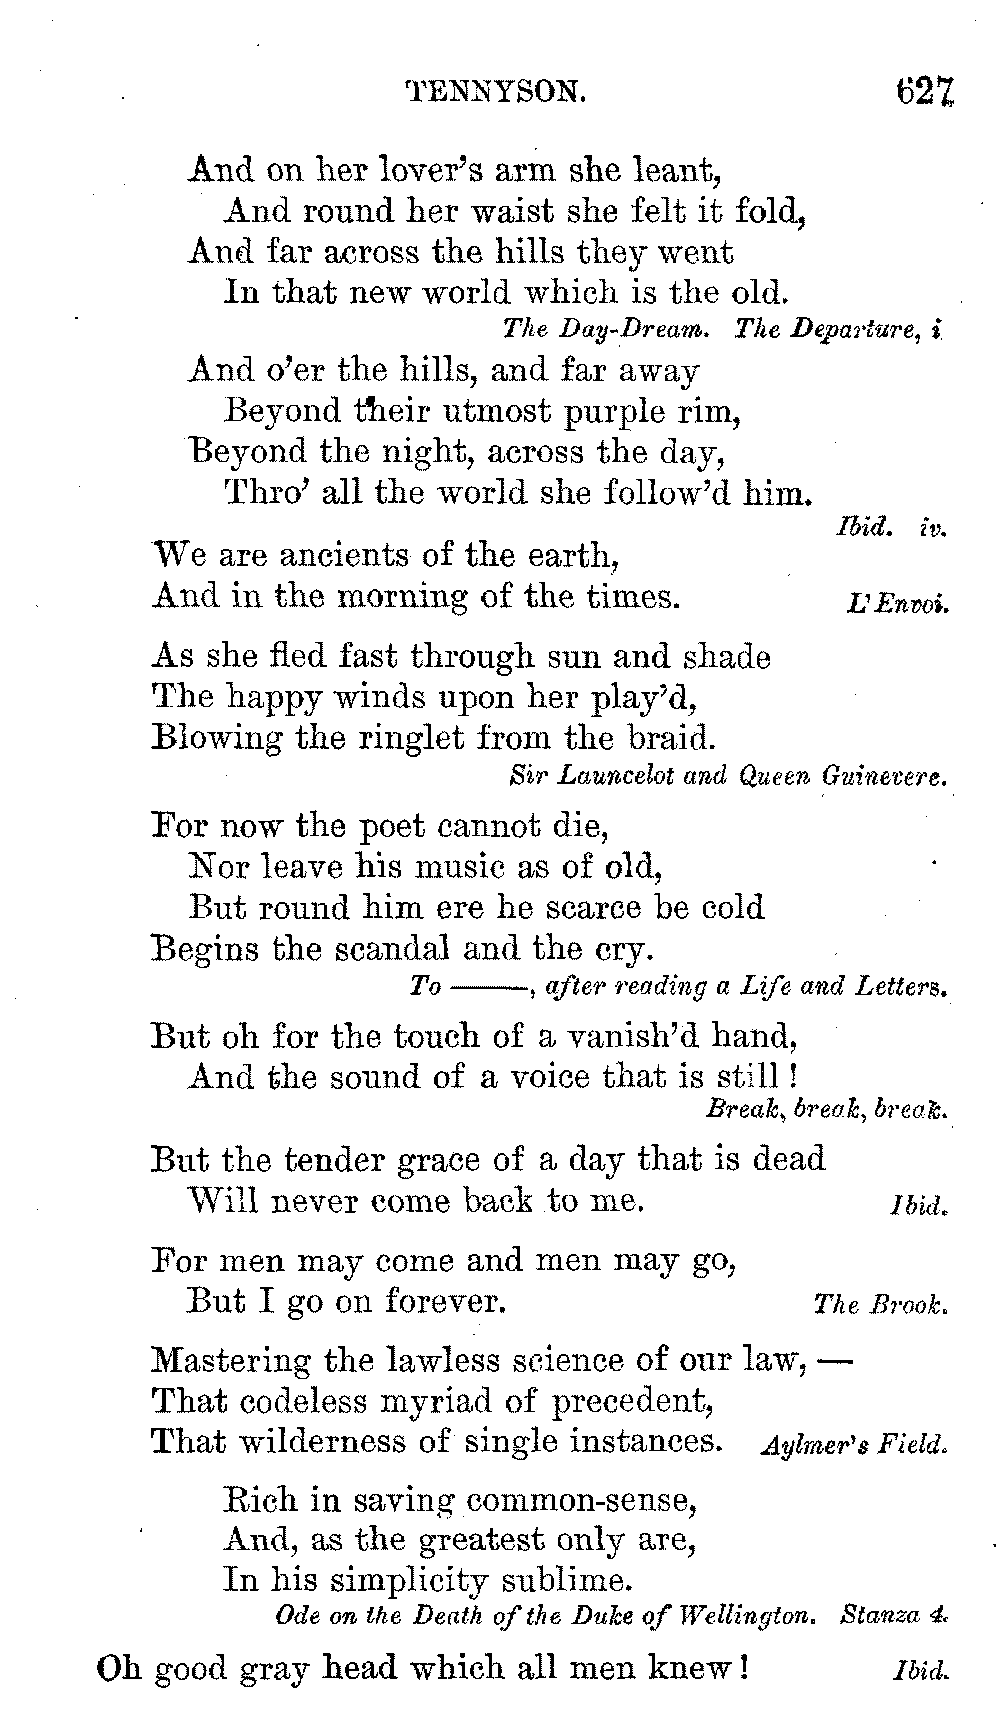 TENNYSON. 627
And on her lover's arm she leant,
And round her waist she felt it fold,
And far across the hills they went
In that new world which is the old.
The Day-Dream. The Departure, i.
And o'er the hills, and far away
Beyond their utmost purple rim,
Beyond the night, across the day,
Thro' all the world she follow'd him.
Ibid. iv.
We are ancients of the earth,
And in the morning of the times. L'Envoi.
As she fled fast through sun and shade
The happy winds upon her play'd,
Blowing the ringlet from the braid.
Sir Launcelot and Queen Guinevere.
For now the poet cannot die,
Nor leave his music as of old,
But round him ere he scarce be cold
Begins the scandal and the cry.
To ———, after reading a Life and Letters.
But oh for the touch of a vanish'd hand,
And the sound of a voice that is still!
Break, break, break.
But the tender grace of a day that is dead
Will never come back to me. Ibid.
For men may come and men may go,
But I go on forever. The Brook.
Mastering the lawless science of our law, —
That codeless myriad of precedent,
That wilderness of single instances. Aylmer's Field.
Rich in saving common-sense,
And, as the greatest only are,
In his simplicity sublime.
Ode on the Death of the Duke of Wellington. Stanza 4.
Oh good gray head which all men knew! Ibid.